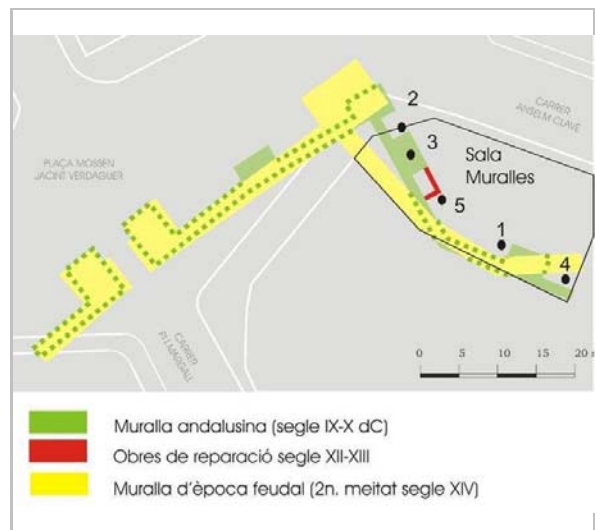 CARRER
ANSELM CLAVE
2
3
Sala
Muralles
PLAÇA MOSSEN
JACINT VERDAGUER
5
1
4
CARRER
PI I MARGALL
0 5 10 15 20
Muralla andalusina (segle IX-X dC)
Obres de reparació segle XII-XIII
Muralla d'època feudal (2n. meitat segle XIV)